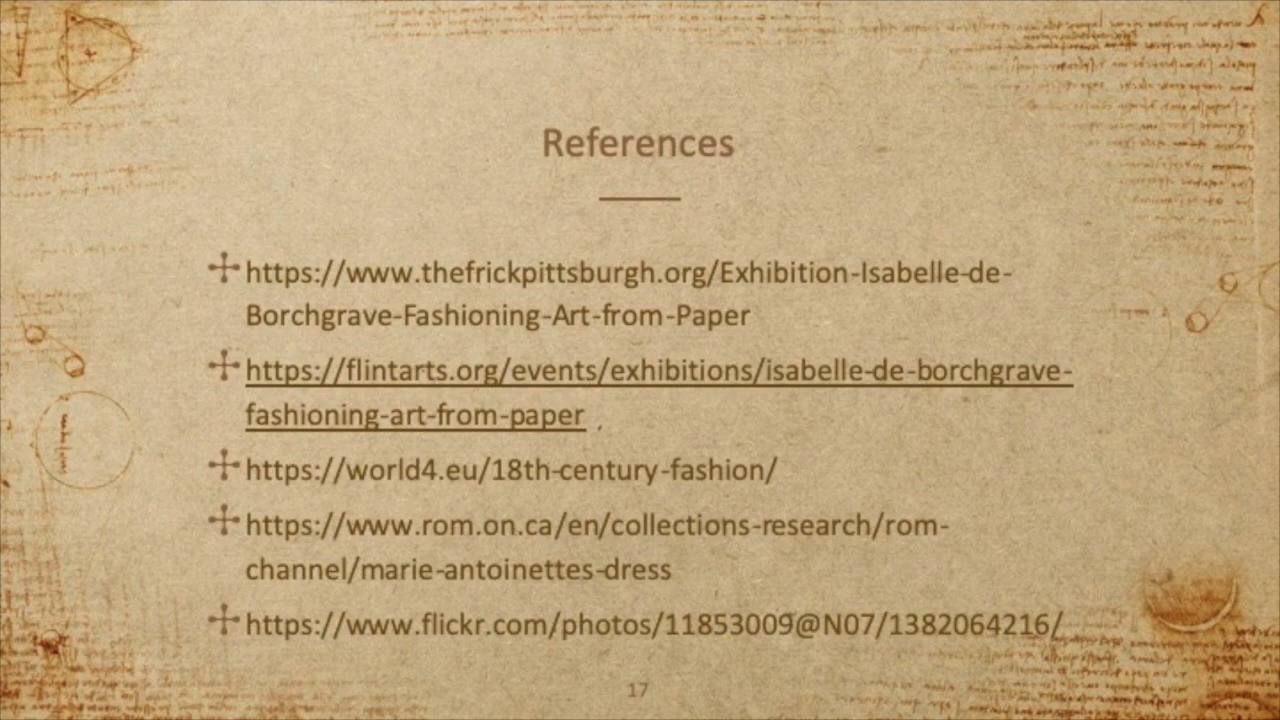 References
https://www.thefrickpittsburgh.org/Exhibition-Isabelle-de-
Borchgrave-Fashioning-Art-from-Paper
https://flintarts.org/events/exhibitions/isabelle-de-borchgrave-
fashioning-art-from-paper .
https://world4.eu/18th-century-fashion/
https://www.rom.on.ca/en/collections-research/rom-
channel/marie-antoinettes-dress
https://www.flickr.com/photos/11853009@N07/1382064216/
17